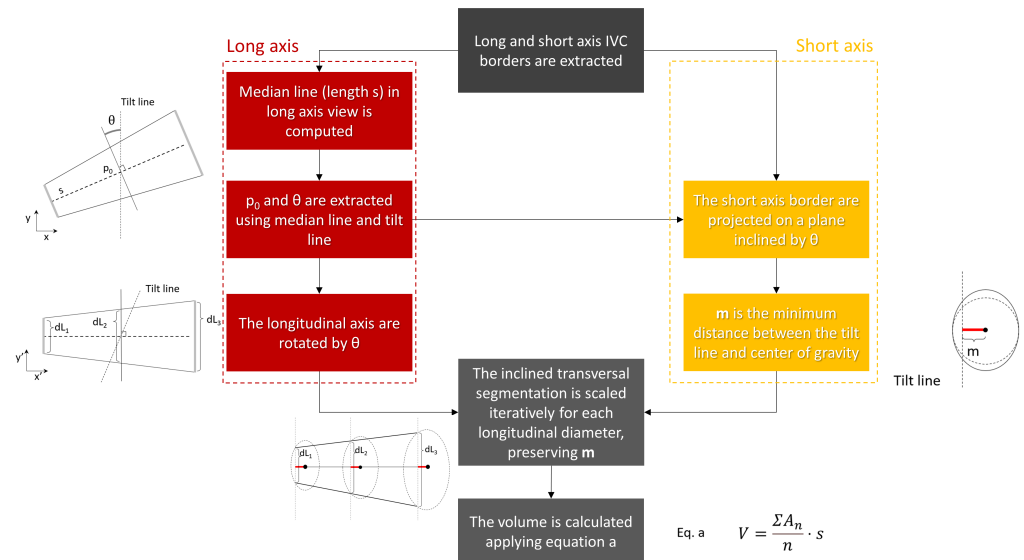 Long and short axis IVC
borders are extracted
Long axis
Short axis
Median line (length s) in
long axis view is
computed
Tilt line
θ
p₀
s
y
x
p₀ and θ are extracted
using median line and tilt
line
The short axis border are
projected on a plane
inclined by θ
Tilt line
dL₁
dL₂
dL₃
y'
x'
The longitudinal axis are
rotated by θ
m is the minimum
distance between the tilt
line and center of gravity
m
Tilt line
The inclined transversal
segmentation is scaled
iteratively for each
longitudinal diameter,
preserving m
dL₁
dL₂
dL₃
The volume is calculated
applying equation a
Eq. a V = ΣAₙ / n · s